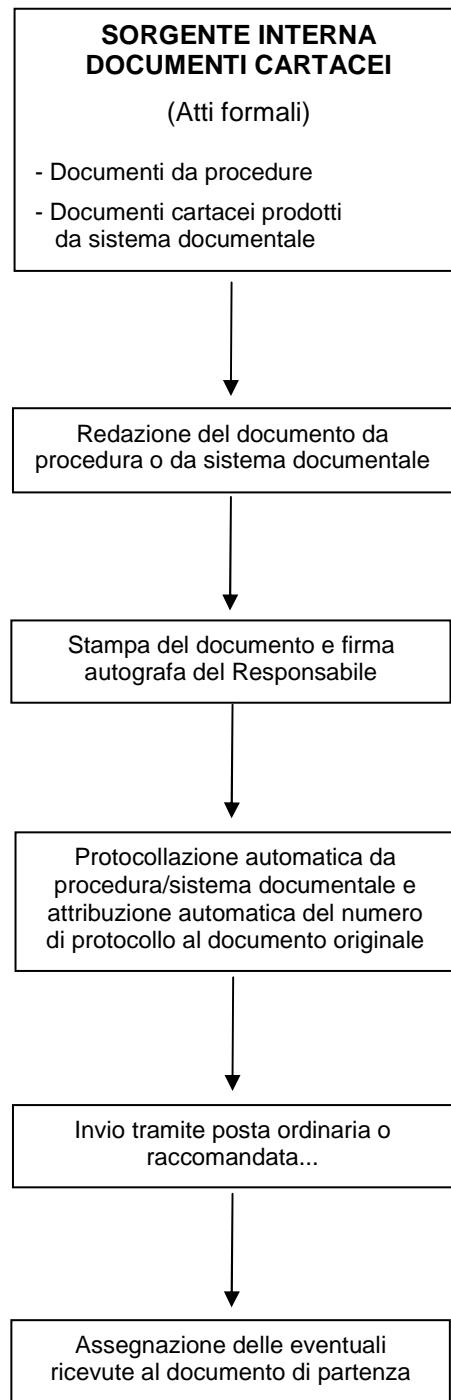 SORGENTE INTERNA
DOCUMENTI CARTACEI
(Atti formali)
- Documenti da procedure
- Documenti cartacei prodotti
da sistema documentale
Redazione del documento da
procedura o da sistema documentale
Stampa del documento e firma
autografa del Responsabile
Protocollazione automatica da
procedura/sistema documentale e
attribuzione automatica del numero
di protocollo al documento originale
Invio tramite posta ordinaria o
raccomandata...
Assegnazione delle eventuali
ricevute al documento di partenza